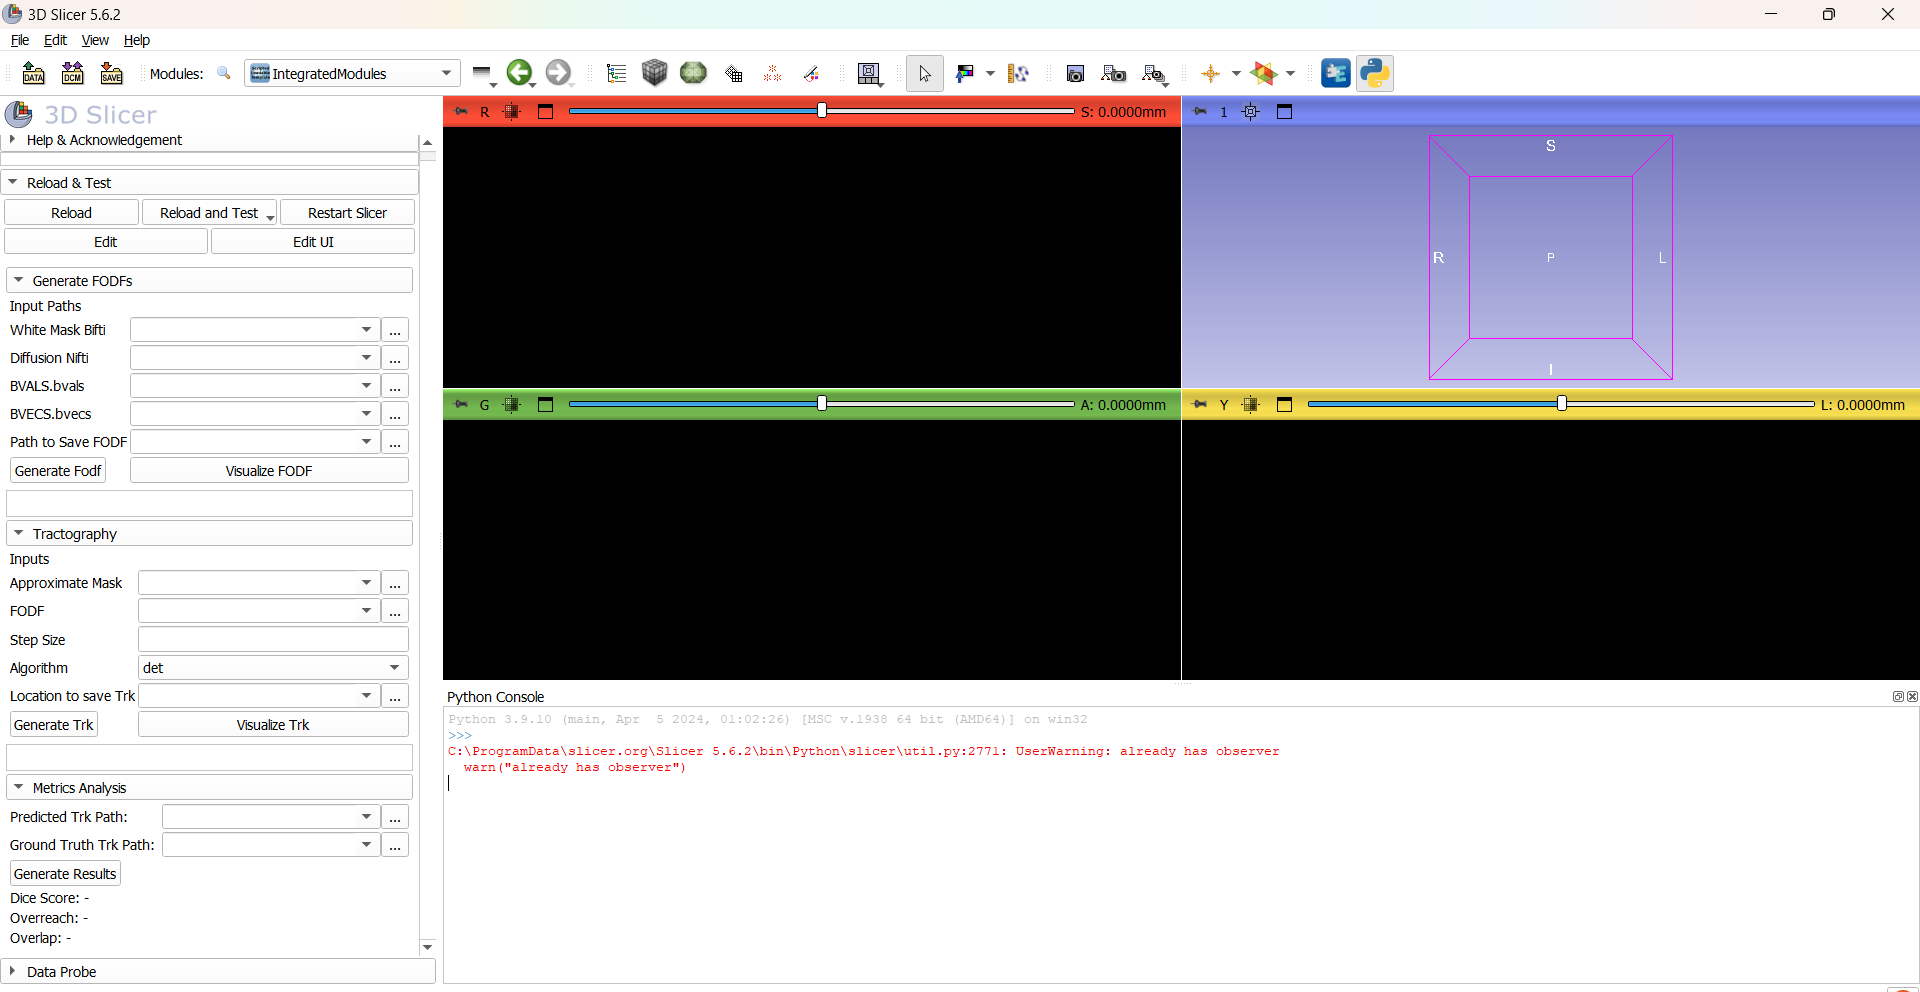 3D Slicer 5.6.2
File Edit View Help
DATA DCM SAVE Modules: IntegratedModules
3D Slicer
Help & Acknowledgement
Reload & Test
Reload Reload and Test Restart Slicer
Edit Edit UI
Generate FODFs
Input Paths
White Mask Bifti ...
Diffusion Nifti ...
BVALS.bvals ...
BVECS.bvecs ...
Path to Save FODF ...
Generate Fodf Visualize FODF
Tractography
Inputs
Approximate Mask ...
FODF ...
Step Size
Algorithm det
Location to save Trk ...
Generate Trk Visualize Trk
Metrics Analysis
Predicted Trk Path: ...
Ground Truth Trk Path: ...
Generate Results
Dice Score: -
Overreach: -
Overlap: -
Data Probe
R S: 0.0000mm
1
S
R P L
I
G A: 0.0000mm
Y L: 0.0000mm
Python Console
Python 3.9.10 (main, Apr  5 2024, 01:02:26) [MSC v.1938 64 bit (AMD64)] on win32
>>>
C:\ProgramData\slicer.org\Slicer 5.6.2\bin\Python\slicer\util.py:2771: UserWarning: already has observer
warn("already has observer")